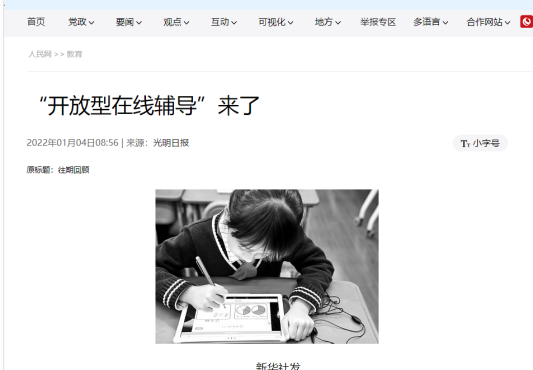 首页 党政 要闻 观点 互动 可视化 地方 举报专区 多语言 合作网站
人民网 >> 教育
“开放型在线辅导”来了
2022年01月04日08:56 | 来源：光明日报
TT 小字号
原标题：往期回顾
新华社发